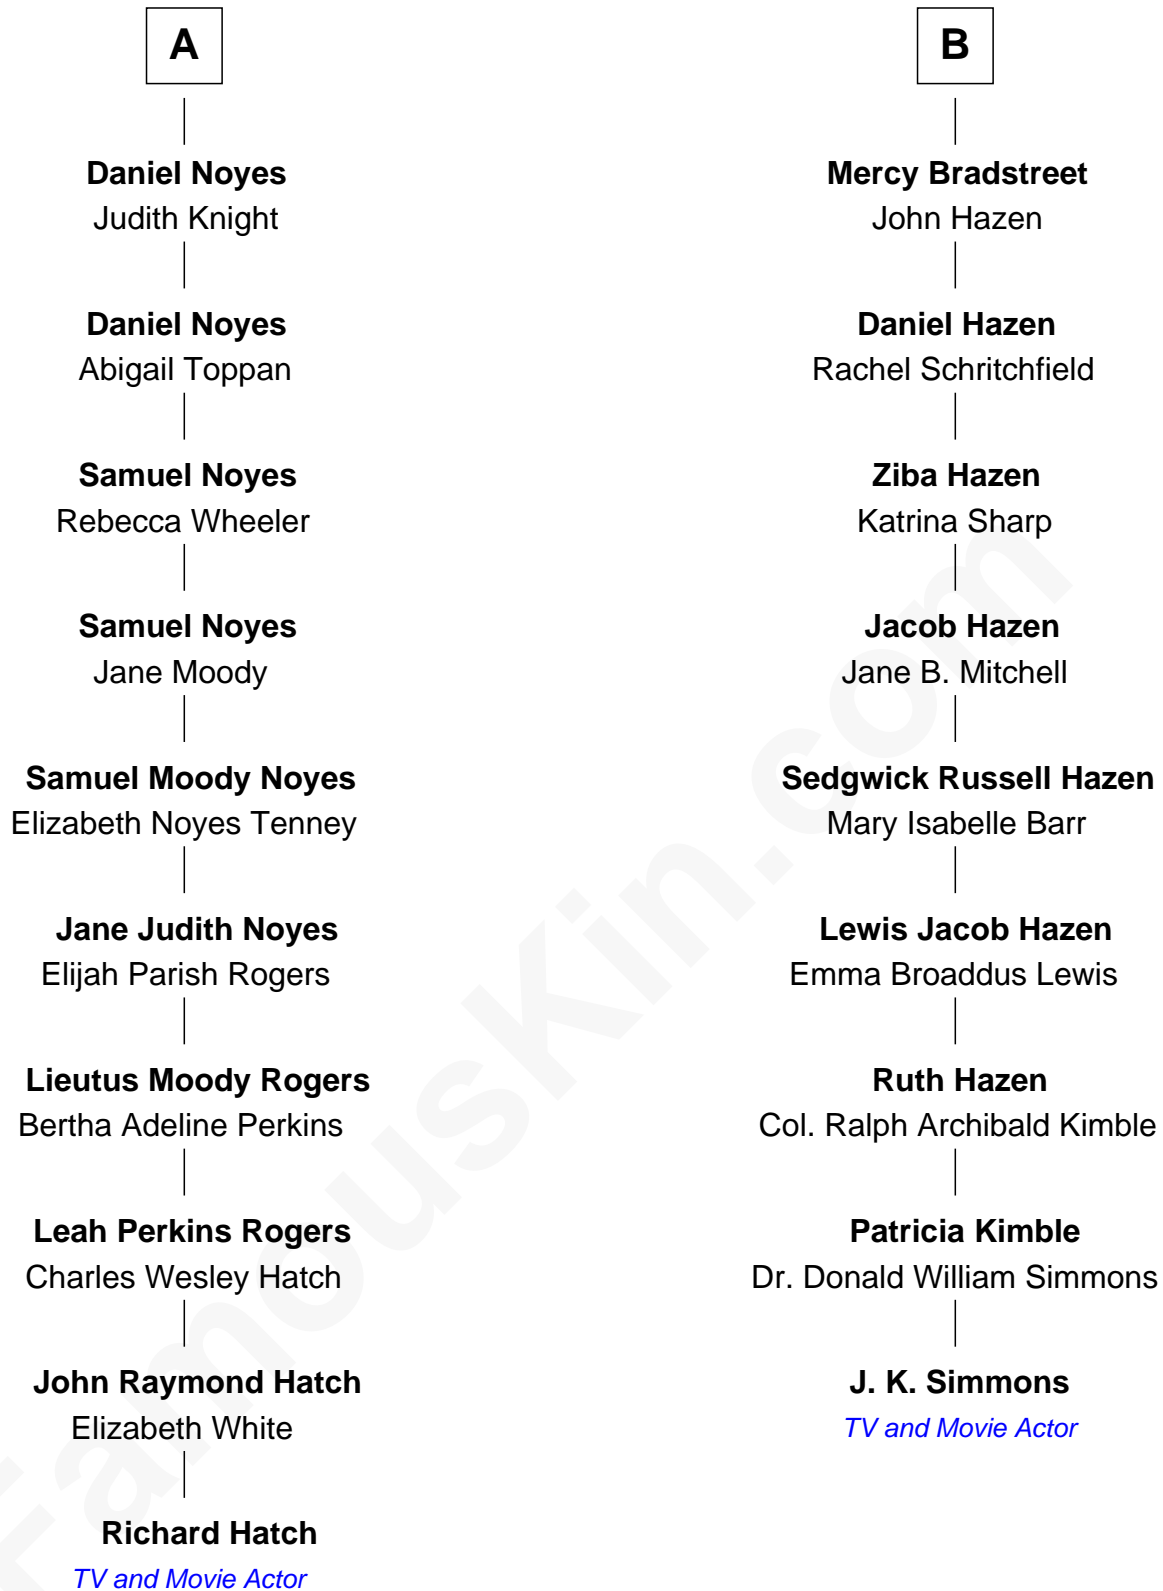 A
Daniel Noyes
Judith Knight
Daniel Noyes
Abigail Toppan
Samuel Noyes
Rebecca Wheeler
Samuel Noyes
Jane Moody
Samuel Moody Noyes
Elizabeth Noyes Tenney
Jane Judith Noyes
Elijah Parish Rogers
Lieutus Moody Rogers
Bertha Adeline Perkins
Leah Perkins Rogers
Charles Wesley Hatch
John Raymond Hatch
Elizabeth White
Richard Hatch
TV and Movie Actor
B
Mercy Bradstreet
John Hazen
Daniel Hazen
Rachel Schritchfield
Ziba Hazen
Katrina Sharp
Jacob Hazen
Jane B. Mitchell
Sedgwick Russell Hazen
Mary Isabelle Barr
Lewis Jacob Hazen
Emma Broaddus Lewis
Ruth Hazen
Col. Ralph Archibald Kimble
Patricia Kimble
Dr. Donald William Simmons
J. K. Simmons
TV and Movie Actor
FamousKin.com